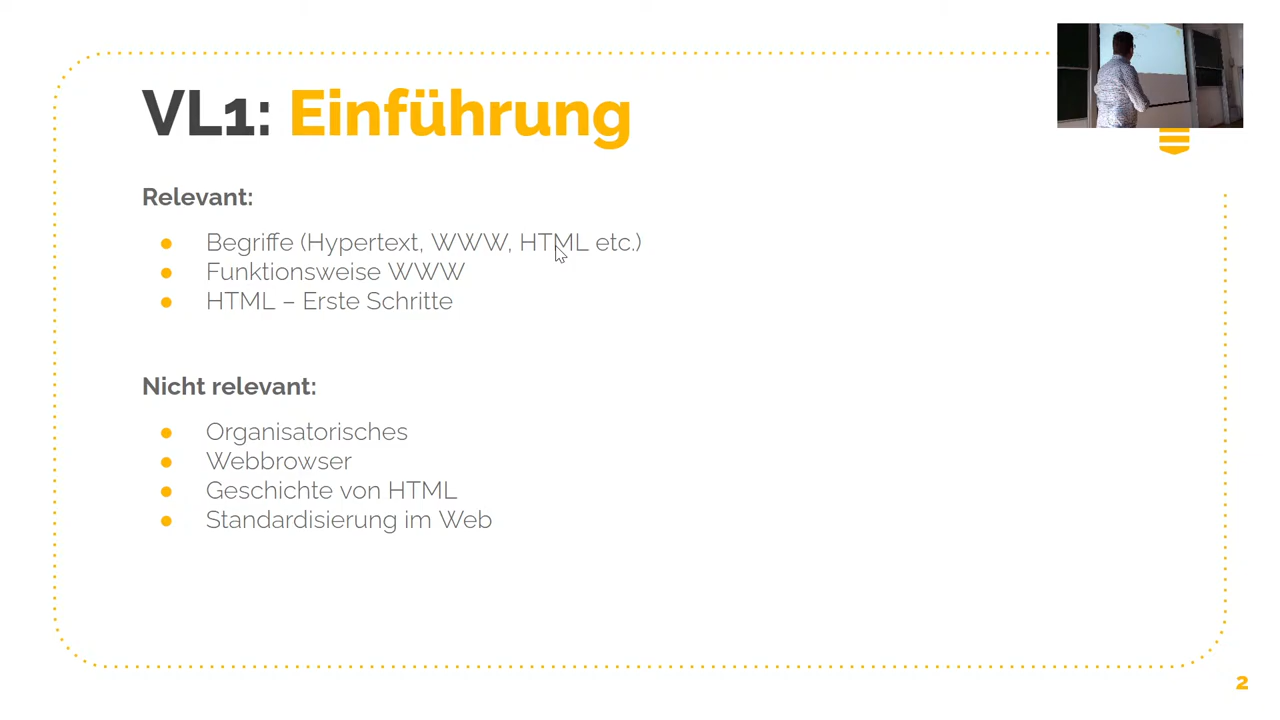 VL1: Einführung
Relevant:
● Begriffe (Hypertext, WWW, HTML etc.)
● Funktionsweise WWW
● HTML – Erste Schritte
Nicht relevant:
● Organisatorisches
● Webbrowser
● Geschichte von HTML
● Standardisierung im Web
2